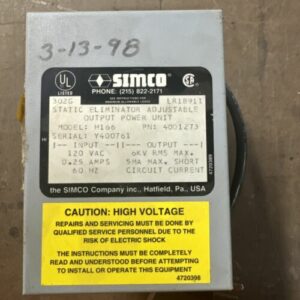 3-13-98
UL
LISTED
SIMCO
PHONE: (215) 822-2171
302G
SEE INSTRUCTIONS FOR
MAXIMUM ALLOWABLE LOADS
LR18911
STATIC ELIMINATOR ADJUSTABLE
OUTPUT POWER UNIT
MODEL: H166 PN: 4001273
SERIAL: Y400761
|-- INPUT --| |--- OUTPUT ---|
120 VAC 6KV RMS MAX.
0.25 AMPS 5MA MAX. SHORT
60 HZ CIRCUIT CURRENT
the SIMCO Company inc., Hatfield, Pa., USA
4720389
CAUTION: HIGH VOLTAGE
REPAIRS AND SERVICING MUST BE DONE BY
QUALIFIED SERVICE PERSONNEL DUE TO THE
RISK OF ELECTRIC SHOCK
THE INSTRUCTIONS MUST BE COMPLETELY
READ AND UNDERSTOOD BEFORE ATTEMPTING
TO INSTALL OR OPERATE THIS EQUIPMENT
4720398